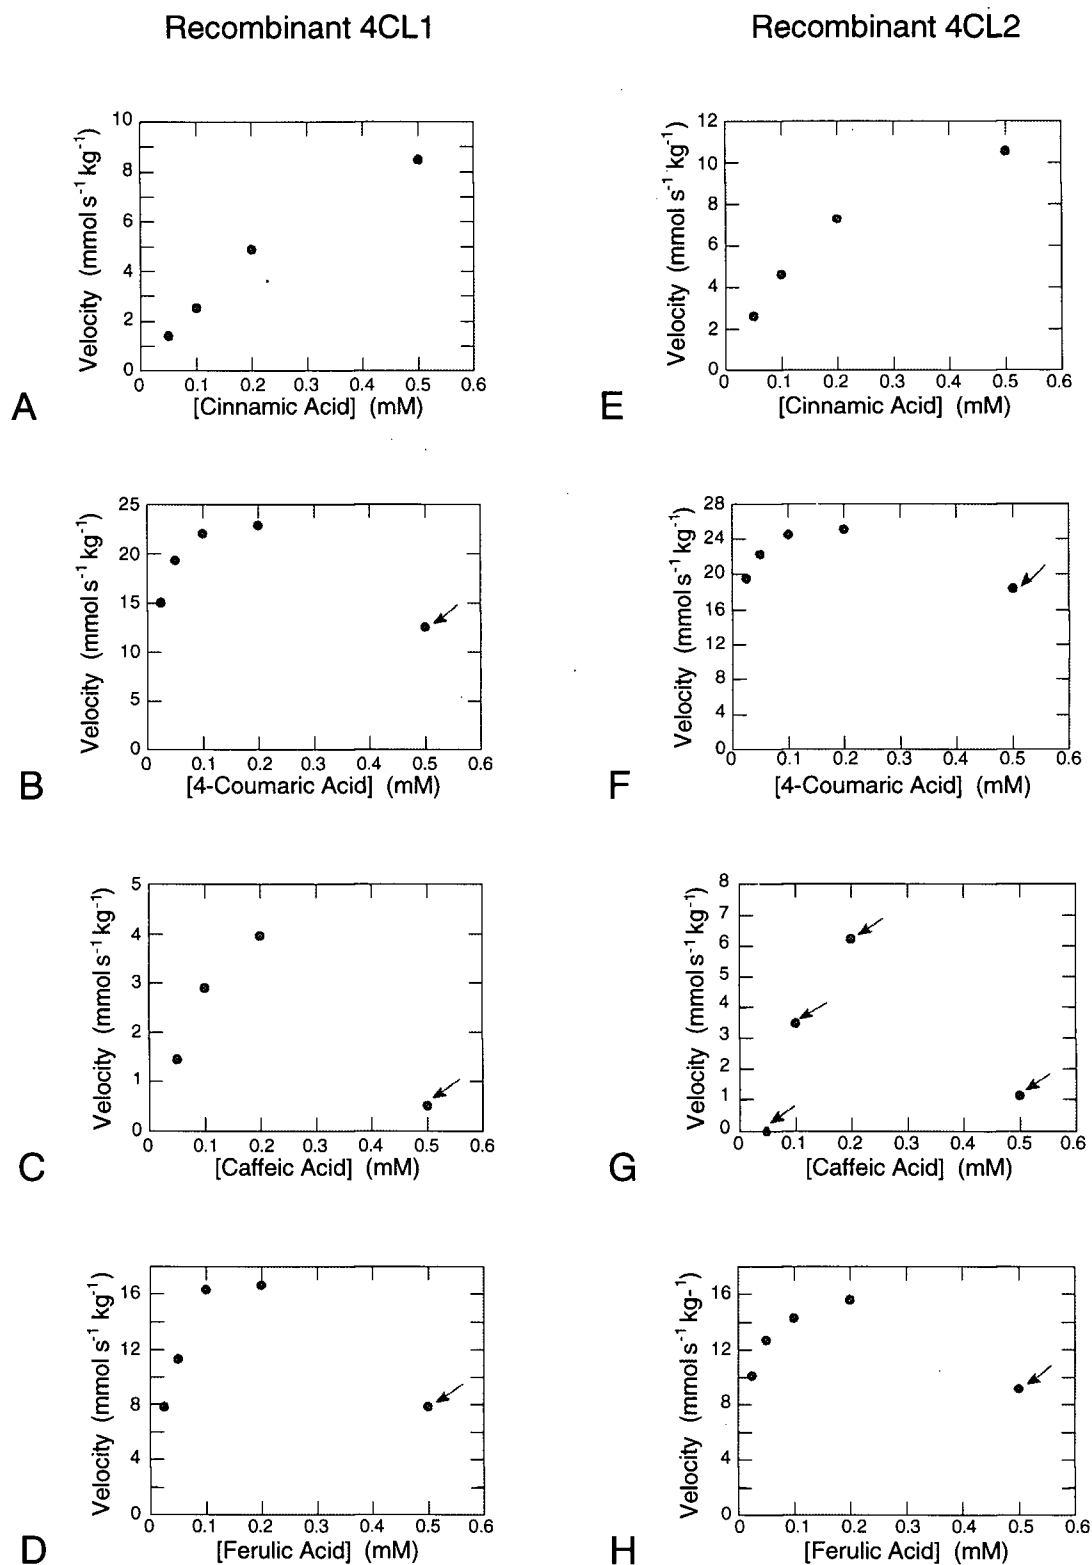 Recombinant 4CL1
Recombinant 4CL2
Velocity (mmol s⁻¹ kg⁻¹)
10
8
6
4
2
0
0 0.1 0.2 0.3 0.4 0.5 0.6
[Cinnamic Acid] (mM)
A
Velocity (mmol s⁻¹ kg⁻¹)
12
10
8
6
4
2
0
0 0.1 0.2 0.3 0.4 0.5 0.6
[Cinnamic Acid] (mM)
E
Velocity (mmol s⁻¹ kg⁻¹)
25
20
15
10
5
0
0 0.1 0.2 0.3 0.4 0.5 0.6
[4-Coumaric Acid] (mM)
B
Velocity (mmol s⁻¹ kg⁻¹)
28
24
20
16
12
8
4
0
0 0.1 0.2 0.3 0.4 0.5 0.6
[4-Coumaric Acid] (mM)
F
Velocity (mmol s⁻¹ kg⁻¹)
5
4
3
2
1
0
0 0.1 0.2 0.3 0.4 0.5 0.6
[Caffeic Acid] (mM)
C
Velocity (mmol s⁻¹ kg⁻¹)
8
7
6
5
4
3
2
1
0
0 0.1 0.2 0.3 0.4 0.5 0.6
[Caffeic Acid] (mM)
G
Velocity (mmol s⁻¹ kg⁻¹)
16
12
8
4
0
0 0.1 0.2 0.3 0.4 0.5 0.6
[Ferulic Acid] (mM)
D
Velocity (mmol s⁻¹ kg-¹)
16
12
8
4
0
0 0.1 0.2 0.3 0.4 0.5 0.6
[Ferulic Acid] (mM)
H